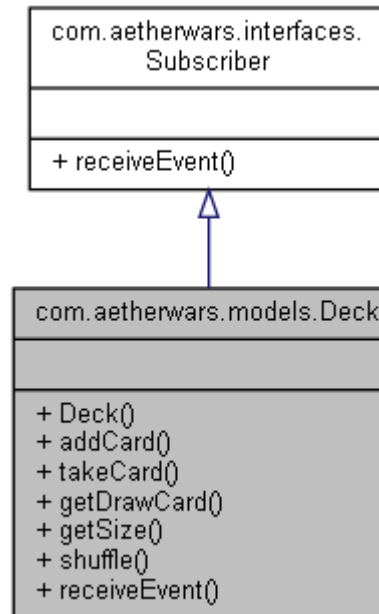 com.aetherwars.interfaces.
Subscriber
+ receiveEvent()
com.aetherwars.models.Deck
+ Deck()
+ addCard()
+ takeCard()
+ getDrawCard()
+ getSize()
+ shuffle()
+ receiveEvent()